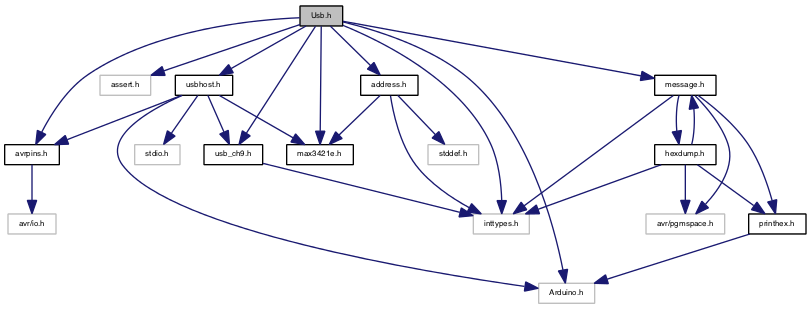 Usb.h
assert.h
usbhost.h
address.h
message.h
avrpins.h
stdio.h
usb_ch9.h
max3421e.h
stddef.h
hexdump.h
avr/io.h
inttypes.h
avr/pgmspace.h
printhex.h
Arduino.h